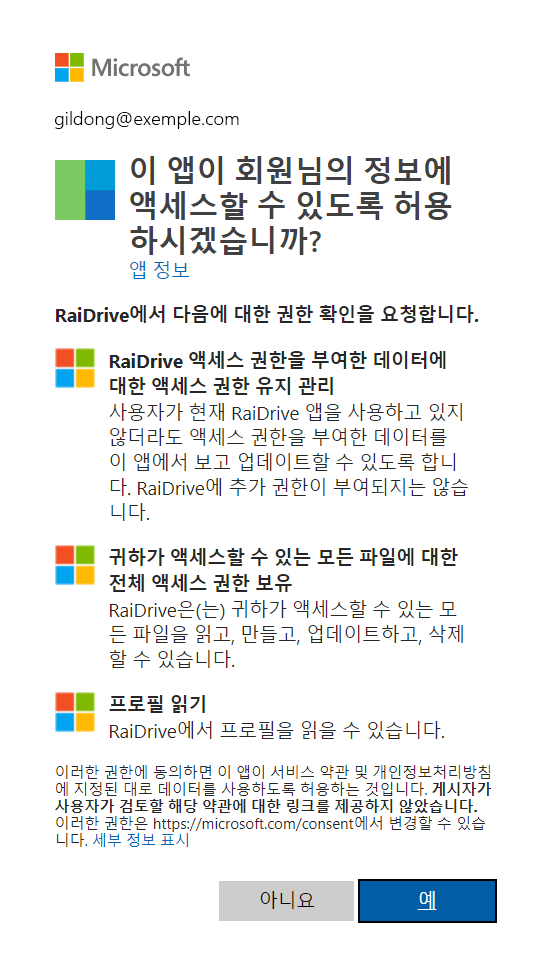 Microsoft
gildong@exemple.com
이 앱이 회원님의 정보에
액세스할 수 있도록 허용
하시겠습니까?
앱 정보
RaiDrive에서 다음에 대한 권한 확인을 요청합니다.
RaiDrive 액세스 권한을 부여한 데이터에
대한 액세스 권한 유지 관리
사용자가 현재 RaiDrive 앱을 사용하고 있지
않더라도 액세스 권한을 부여한 데이터를
이 앱에서 보고 업데이트할 수 있도록 합니
다. RaiDrive에 추가 권한이 부여되지는 않습
니다.
귀하가 액세스할 수 있는 모든 파일에 대한
전체 액세스 권한 보유
RaiDrive은(는) 귀하가 액세스할 수 있는 모
든 파일을 읽고, 만들고, 업데이트하고, 삭제
할 수 있습니다.
프로필 읽기
RaiDrive에서 프로필을 읽을 수 있습니다.
이러한 권한에 동의하면 이 앱이 서비스 약관 및 개인정보처리방침
에 지정된 대로 데이터를 사용하도록 허용하는 것입니다. 게시자가
사용자가 검토할 해당 약관에 대한 링크를 제공하지 않았습니다.
이러한 권한은 https://microsoft.com/consent에서 변경할 수 있습
니다. 세부 정보 표시
아니요
예